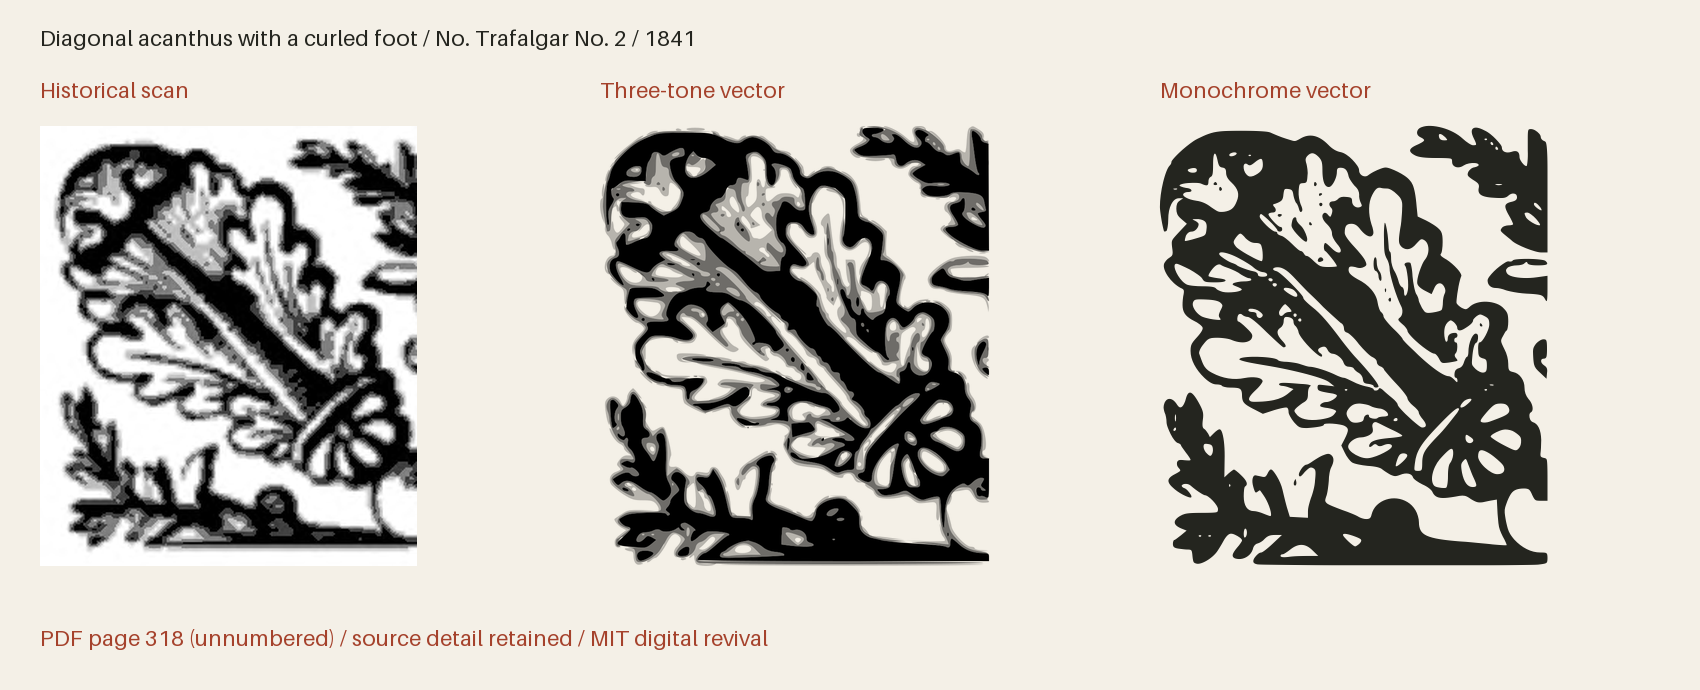 Diagonal acanthus with a curled foot / No. Trafalgar No. 2 / 1841
Historical scan
Three-tone vector
Monochrome vector
PDF page 318 (unnumbered) / source detail retained / MIT digital revival